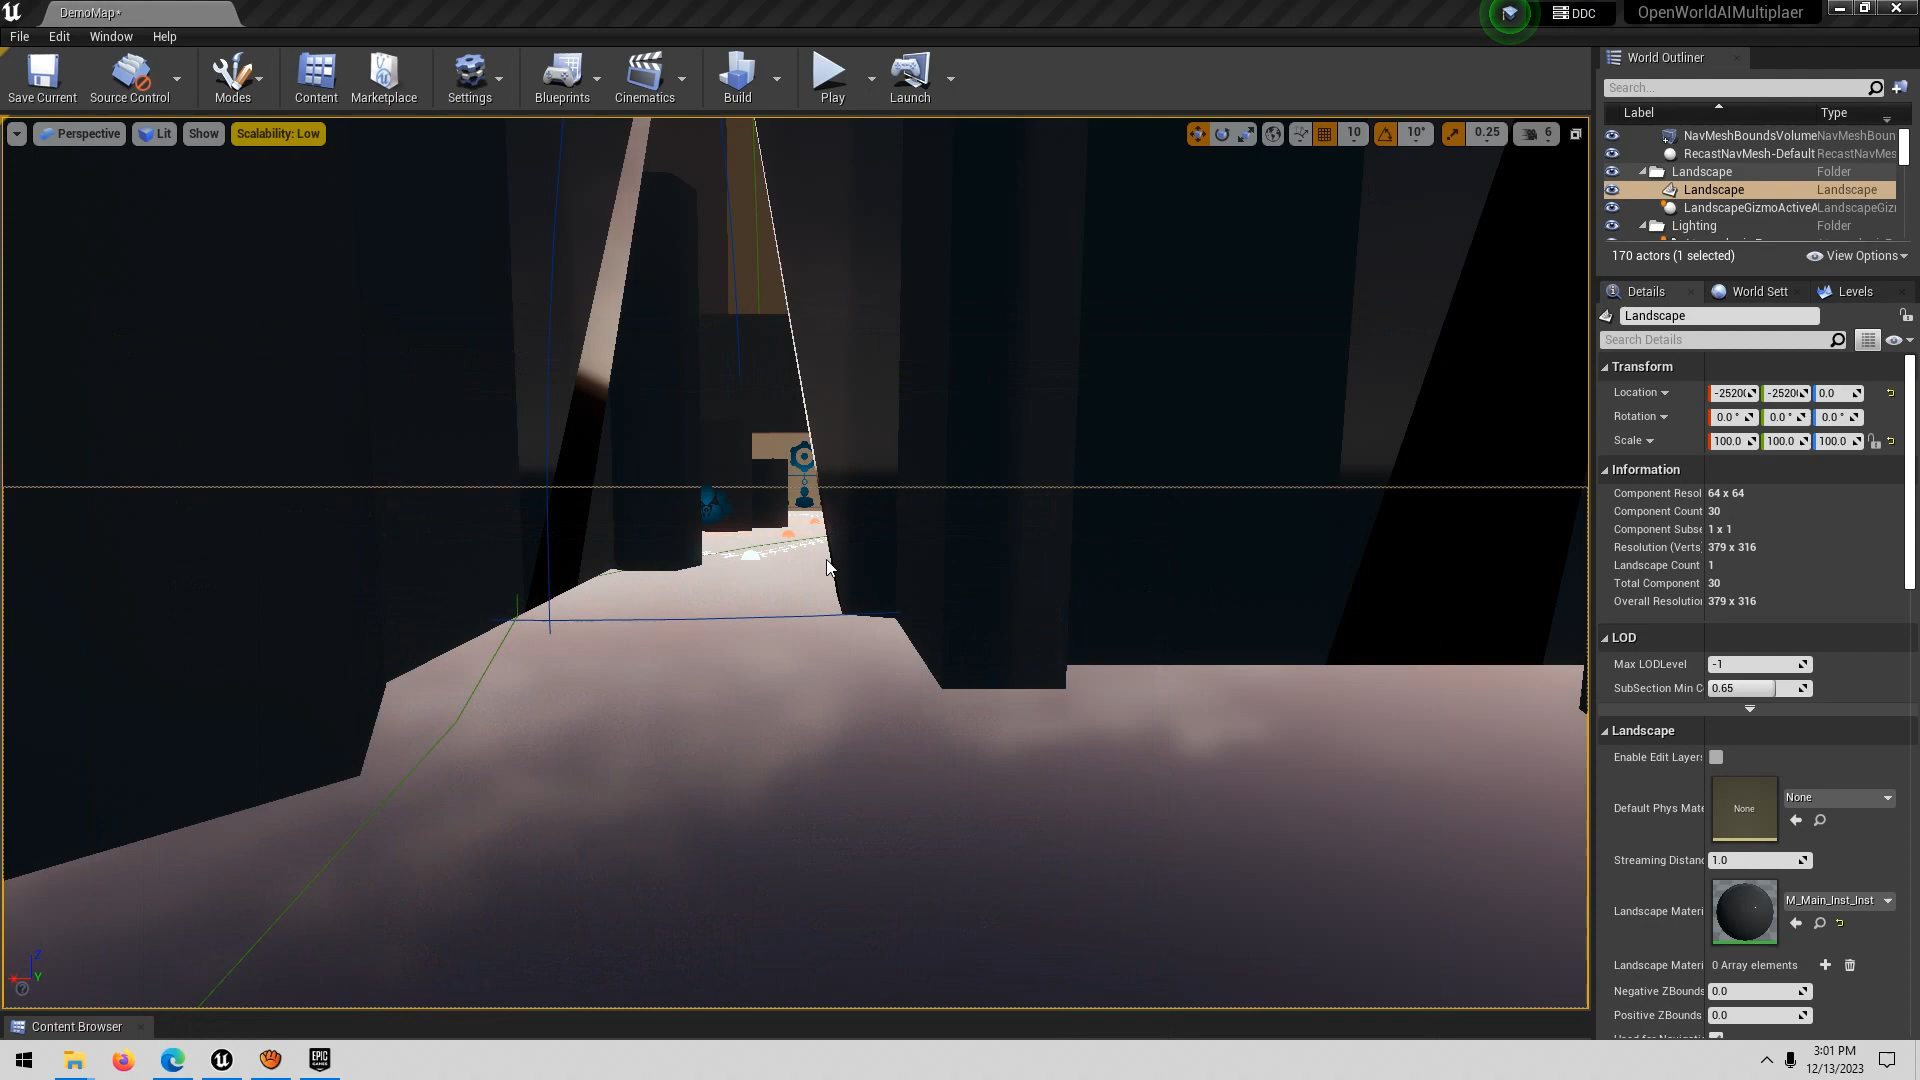 DemoMap*
DDC
OpenWorldAIMultiplaer
File
Edit
Window
Help
Save Current
Source Control
Modes
Content
Marketplace
Settings
Blueprints
Cinematics
Build
Play
Launch
Perspective
Lit
Show
Scalability: Low
10
10°
0.25
6
World Outliner
Search...
Label
Type
NavMeshBoundsVolume
NavMeshBoun
RecastNavMesh-Default
RecastNavMes
Landscape
Folder
Landscape
Landscape
LandscapeGizmoActiveA
LandscapeGizı
Lighting
Folder
170 actors (1 selected)
View Options
Details
World Sett
Levels
Landscape
Search Details
Transform
Location
-2520(
-2520(
0.0
Rotation
0.0 °
0.0 °
0.0 °
Scale
100.0
100.0
100.0
Information
Component Resol
64 x 64
Component Count
30
Component Subse
1 x 1
Resolution (Verts)
379 x 316
Landscape Count
1
Total Component
30
Overall Resolution
379 x 316
LOD
Max LODLevel
-1
SubSection Min C
0.65
Landscape
Enable Edit Layers
Default Phys Mate
None
None
Streaming Distanc
1.0
Landscape Materi
M_Main_Inst_Inst
Landscape Materi
0 Array elements
Negative ZBounds
0.0
Positive ZBounds
0.0
Z
Y
Content Browser
EPIC
GAMES
3:01 PM
12/13/2023